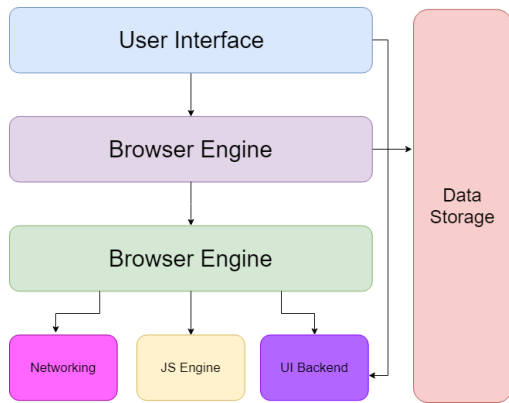 User Interface
Browser Engine
Browser Engine
Data
Storage
Networking
JS Engine
UI Backend